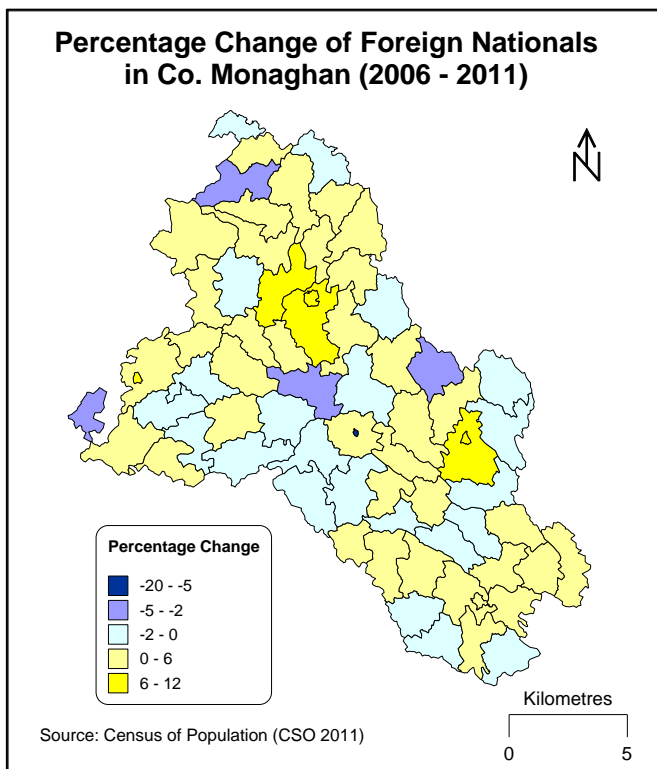 Percentage Change of Foreign Nationals
in Co. Monaghan (2006 - 2011)
N
Percentage Change
-20 - -5
-5 - -2
-2 - 0
0 - 6
6 - 12
Kilometres
0 5
Source: Census of Population (CSO 2011)